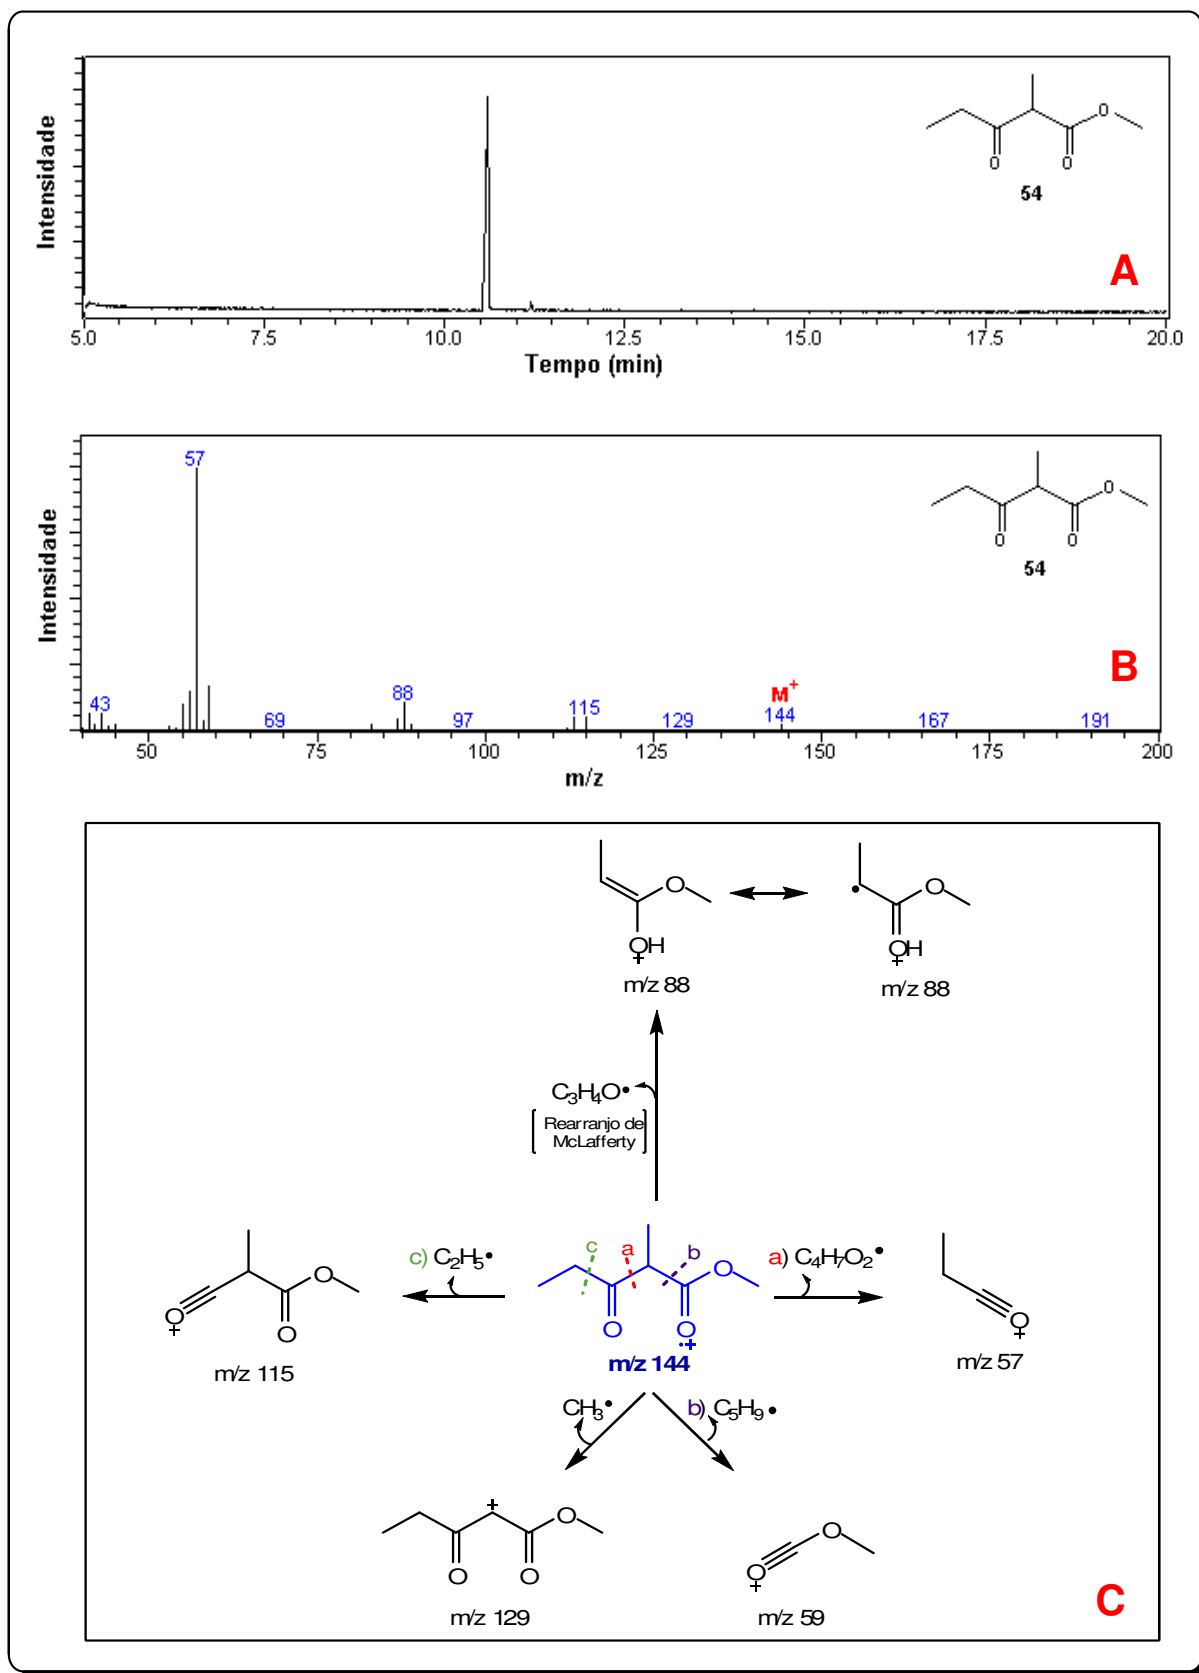 Intensidade
O
O
O
54
A
5.0 7.5 10.0 12.5 15.0 17.5 20.0
Tempo (min)
Intensidade
57
43
69
88
97
115
129
M+
144
167
191
O
O
O
54
B
50 75 100 125 150 175 200
m/z
O
OH
+
m/z 88
O
OH
+
m/z 88
C3H4O•
[Rearranjo de
McLafferty]
O
O
O
+
m/z 115
c) C2H5•
c a b
O
O
O
•+
m/z 144
a) C4H7O2•
O
+
m/z 57
CH3•
b) C5H9•
+
O
O
O
m/z 129
O
O
+
m/z 59
C